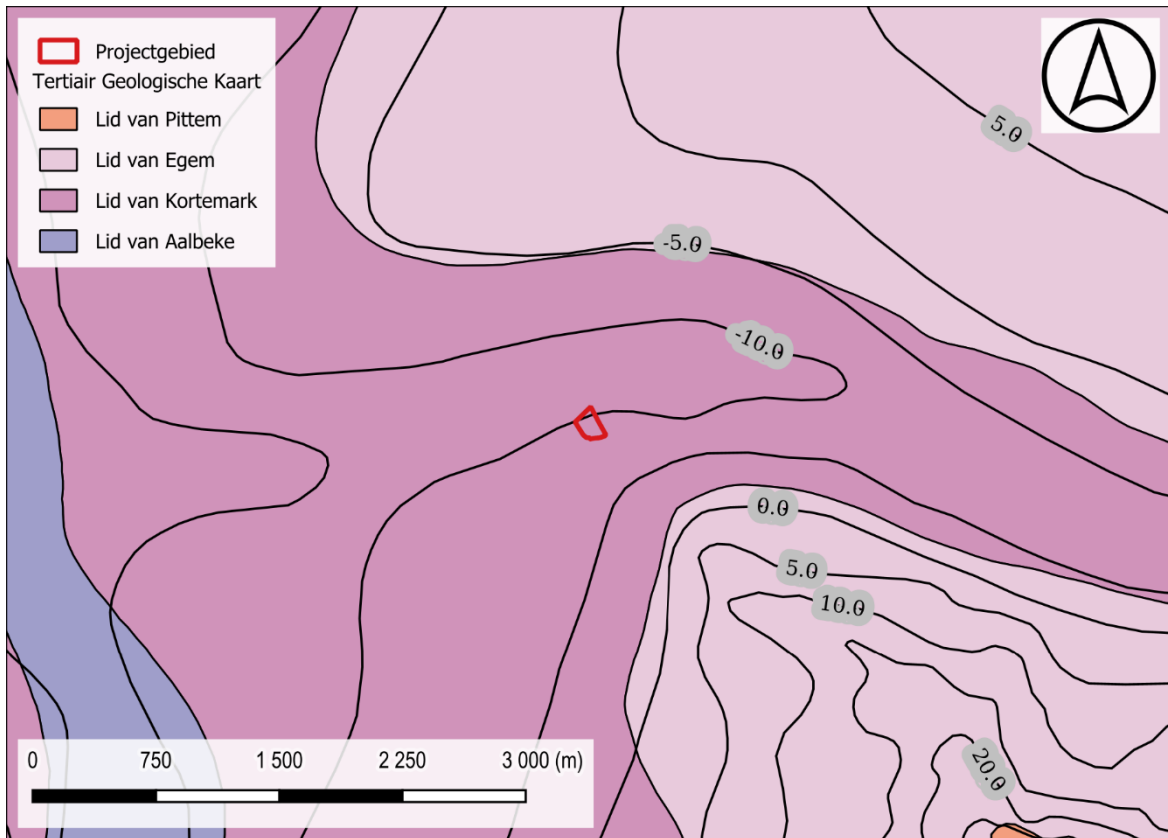 Projectgebied
Tertiair Geologische Kaart
Lid van Pittem
Lid van Egem
Lid van Kortemark
Lid van Aalbeke
5.0
-5.0
-10.0
0.0
5.0
10.0
20.0
0 750 1 500 2 250 3 000 (m)